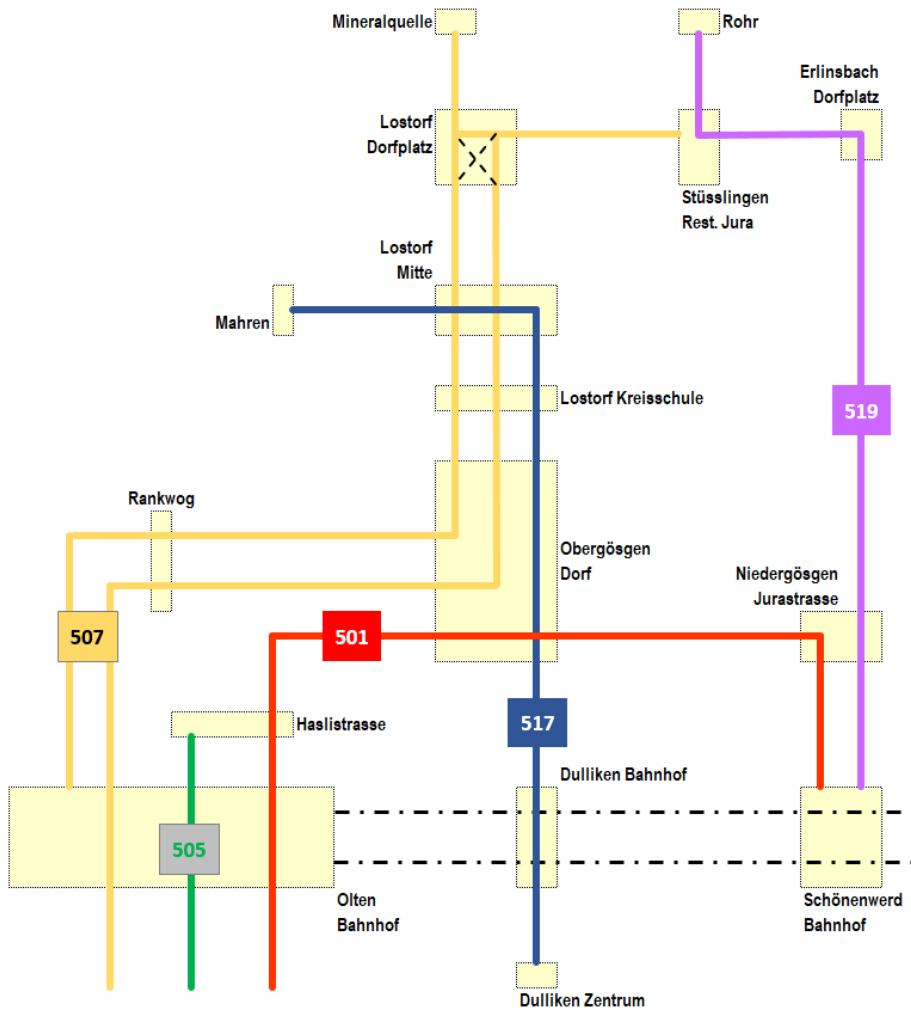 Mineralquelle
Rohr
Erlinsbach
Dorfplatz
Lostorf
Dorfplatz
Stüsslingen
Rest. Jura
Lostorf
Mitte
Mahren
Lostorf Kreisschule
519
Rankwog
Obergösgen
Dorf
Niedergösgen
Jurastrasse
507
501
Haslistrasse
517
Dulliken Bahnhof
505
Olten
Bahnhof
Schönenwerd
Bahnhof
Dulliken Zentrum